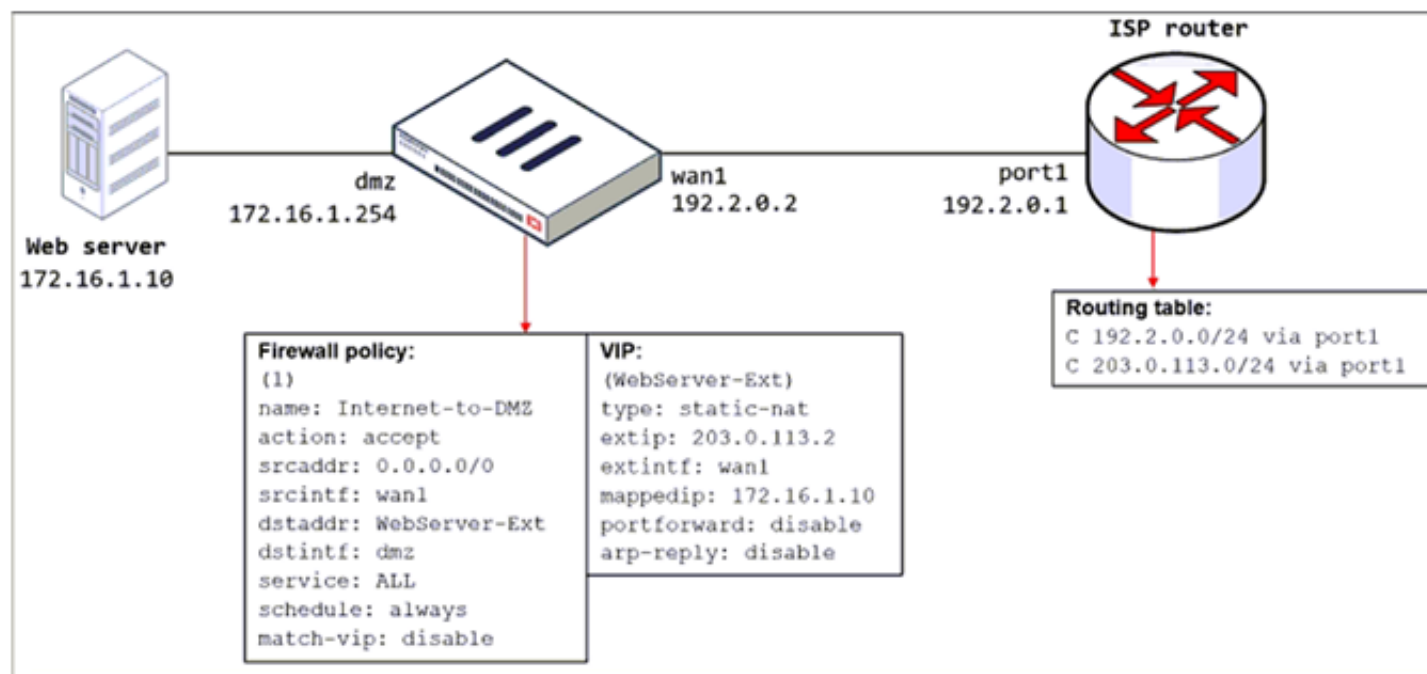 ISP router
dmz
172.16.1.254
wan1
192.2.0.2
port1
192.2.0.1
Web server
172.16.1.10
Routing table:
C 192.2.0.0/24 via port1
C 203.0.113.0/24 via port1
Firewall policy:
(1)
name: Internet-to-DMZ
action: accept
srcaddr: 0.0.0.0/0
srcintf: wan1
dstaddr: WebServer-Ext
dstintf: dmz
service: ALL
schedule: always
match-vip: disable
VIP:
(WebServer-Ext)
type: static-nat
extip: 203.0.113.2
extintf: wan1
mappedip: 172.16.1.10
portforward: disable
arp-reply: disable